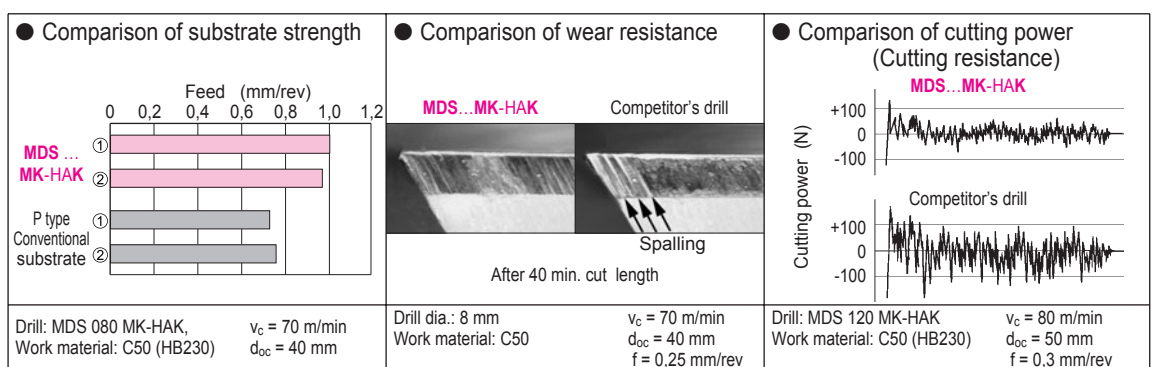 ● Comparison of substrate strength
Feed (mm/rev)
0 0,2 0,4 0,6 0,8 1,0 1,2
MDS ...
MK-HAK
①
②
P type
Conventional
substrate
①
②
Drill: MDS 080 MK-HAK,
Work material: C50 (HB230)
vc = 70 m/min
doc = 40 mm
● Comparison of wear resistance
MDS...MK-HAK
Competitor's drill
Spalling
After 40 min. cut length
Drill dia.: 8 mm
Work material: C50
vc = 70 m/min
doc = 40 mm
f = 0,25 mm/rev
● Comparison of cutting power
(Cutting resistance)
MDS...MK-HAK
Cutting power (N)
+100
0
-100
Competitor's drill
+100
0
-100
Drill: MDS 120 MK-HAK
Work material: C50 (HB230)
vc = 80 m/min
doc = 50 mm
f = 0,3 mm/rev